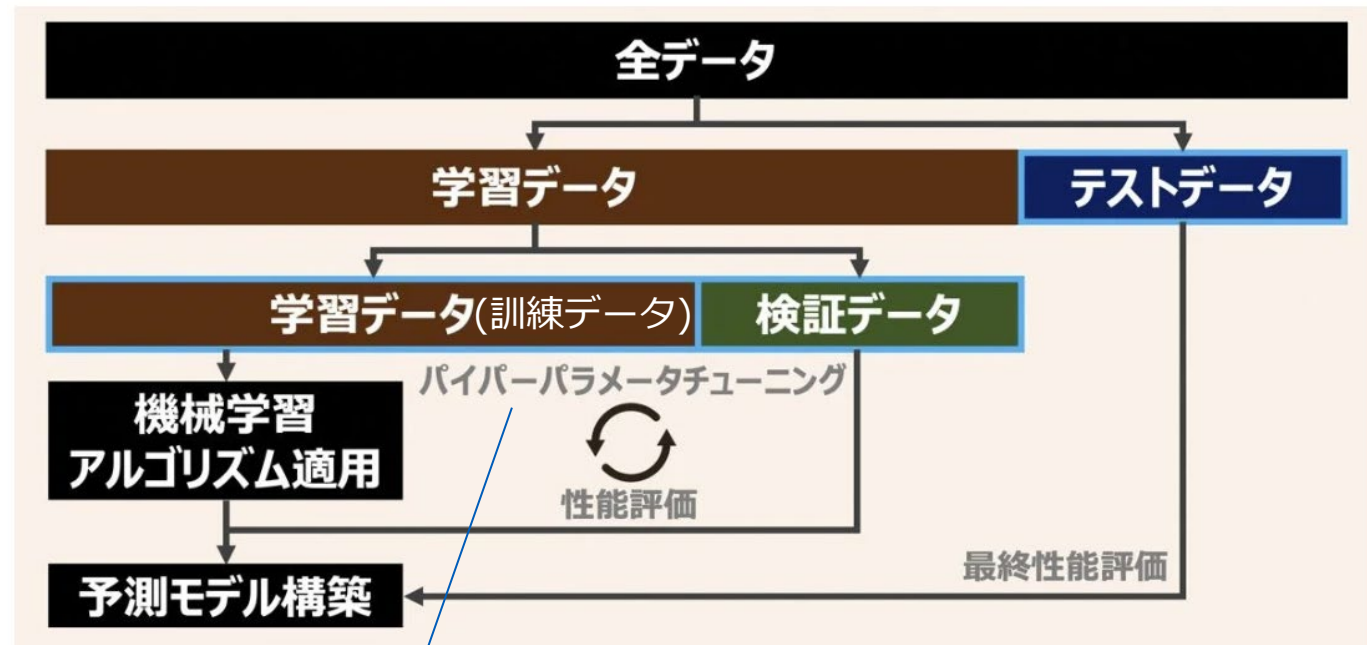 全データ
学習データ
テストデータ
学習データ(訓練データ)
検証データ
パイパーパラメータチューニング
機械学習
アルゴリズム適用
性能評価
最終性能評価
予測モデル構築